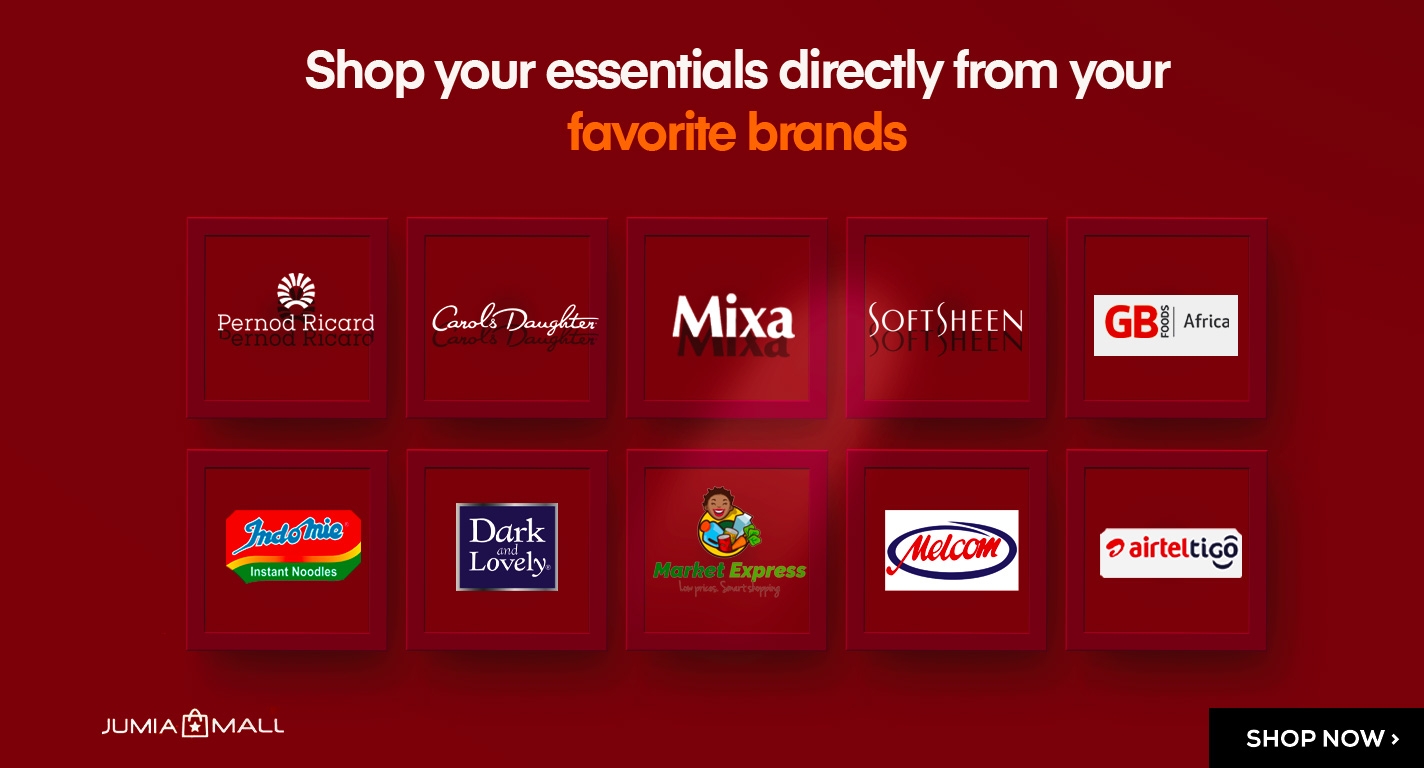 Shop your essentials directly from your
favorite brands
Pernod Ricard
Carol's Daughter
Mixa
SOFTSHEEN
GB FOODS Africa
Indomie
Instant Noodles
Dark
and
Lovely
Market Express
Low prices. Smart shopping
Melcom
airteltigo
JUMIA MALL
SHOP NOW ›